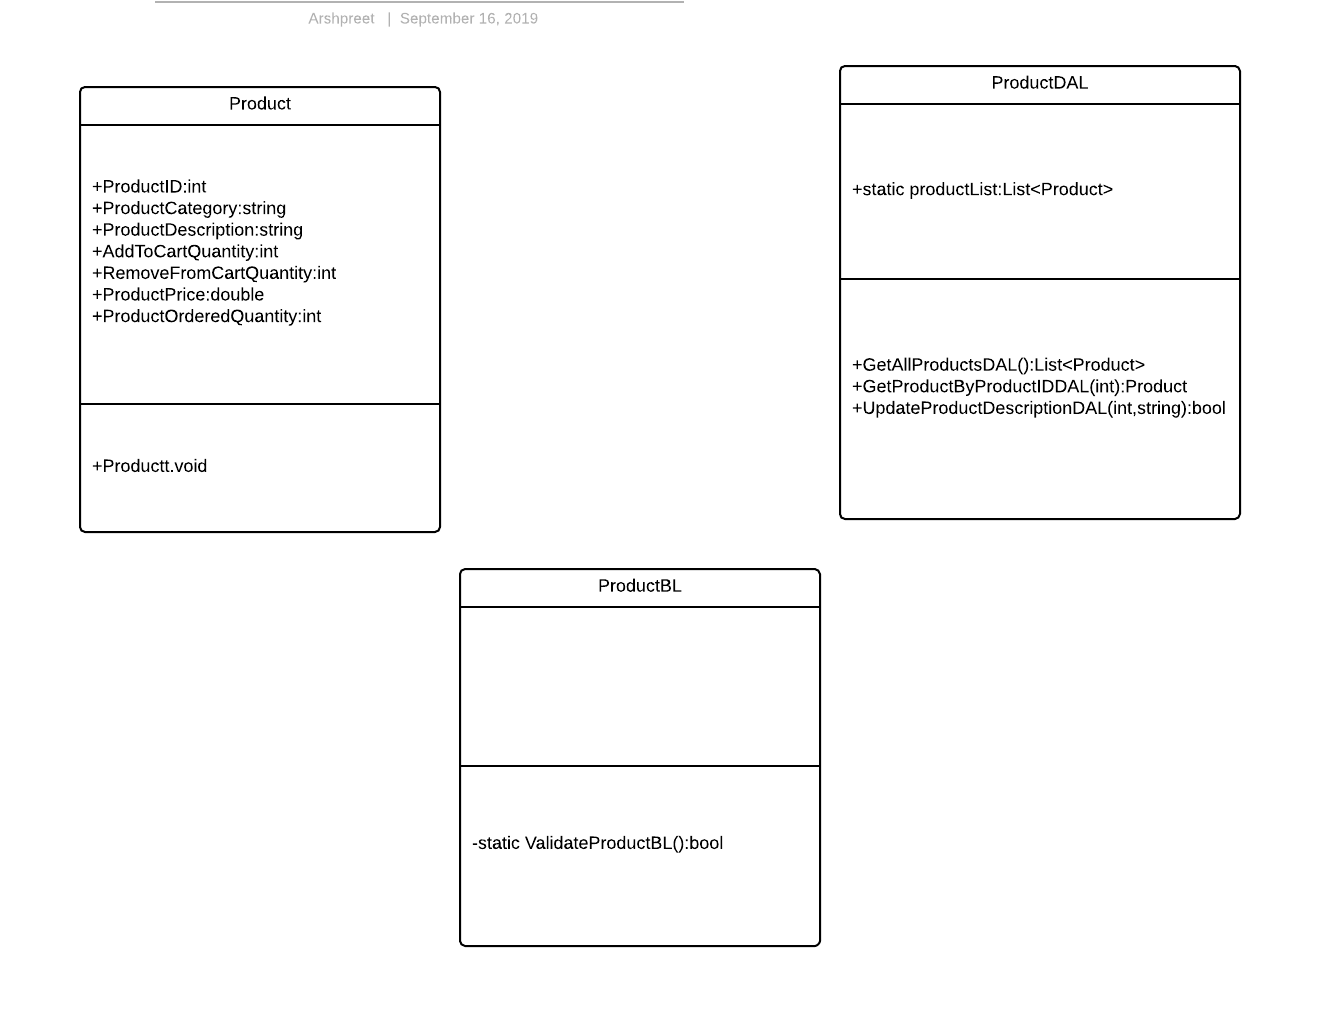 Arshpreet | September 16, 2019
Product
+ProductID:int
+ProductCategory:string
+ProductDescription:string
+AddToCartQuantity:int
+RemoveFromCartQuantity:int
+ProductPrice:double
+ProductOrderedQuantity:int
+Productt.void
ProductDAL
+static productList:List<Product>
+GetAllProductsDAL():List<Product>
+GetProductByProductIDDAL(int):Product
+UpdateProductDescriptionDAL(int,string):bool
ProductBL
-static ValidateProductBL():bool